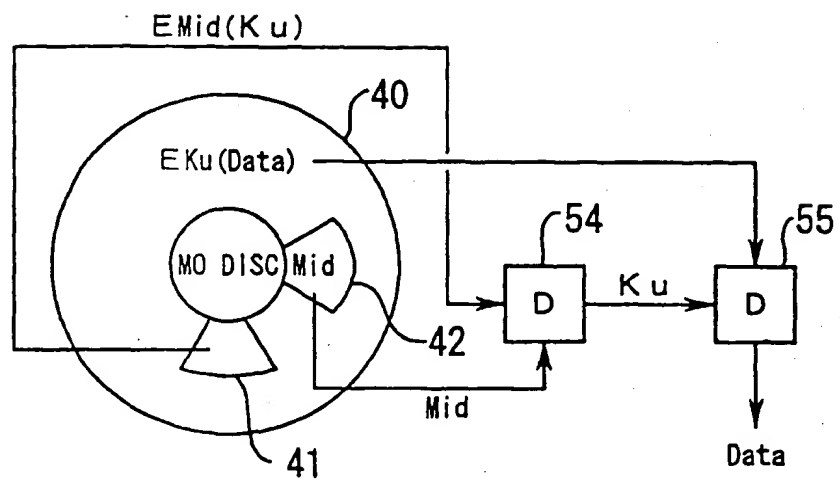 EMid(Ku)
40
EKu(Data)
54
55
MO DISC
Mid
D
Ku
D
42
Mid
41
Data